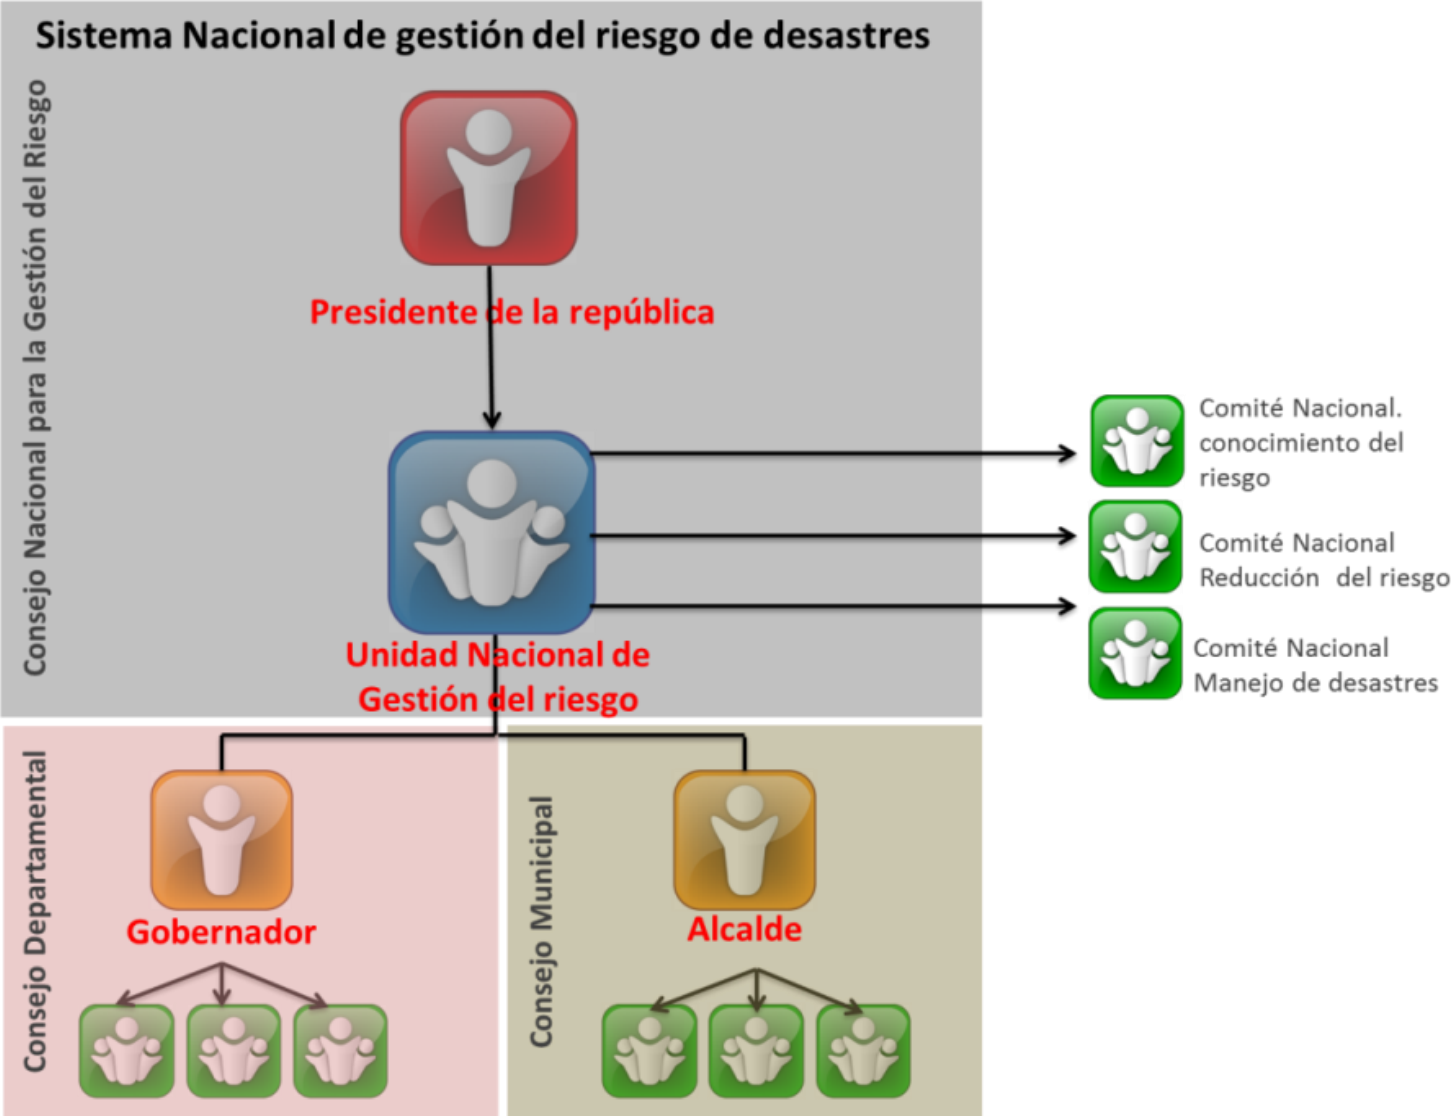 Sistema Nacional de gestión del riesgo de desastres
Consejo Nacional para la Gestión del Riesgo
Presidente de la república
Comité Nacional.
conocimiento del
riesgo
Comité Nacional
Reducción del riesgo
Comité Nacional
Manejo de desastres
Unidad Nacional de
Gestión del riesgo
Consejo Departamental
Gobernador
Consejo Municipal
Alcalde